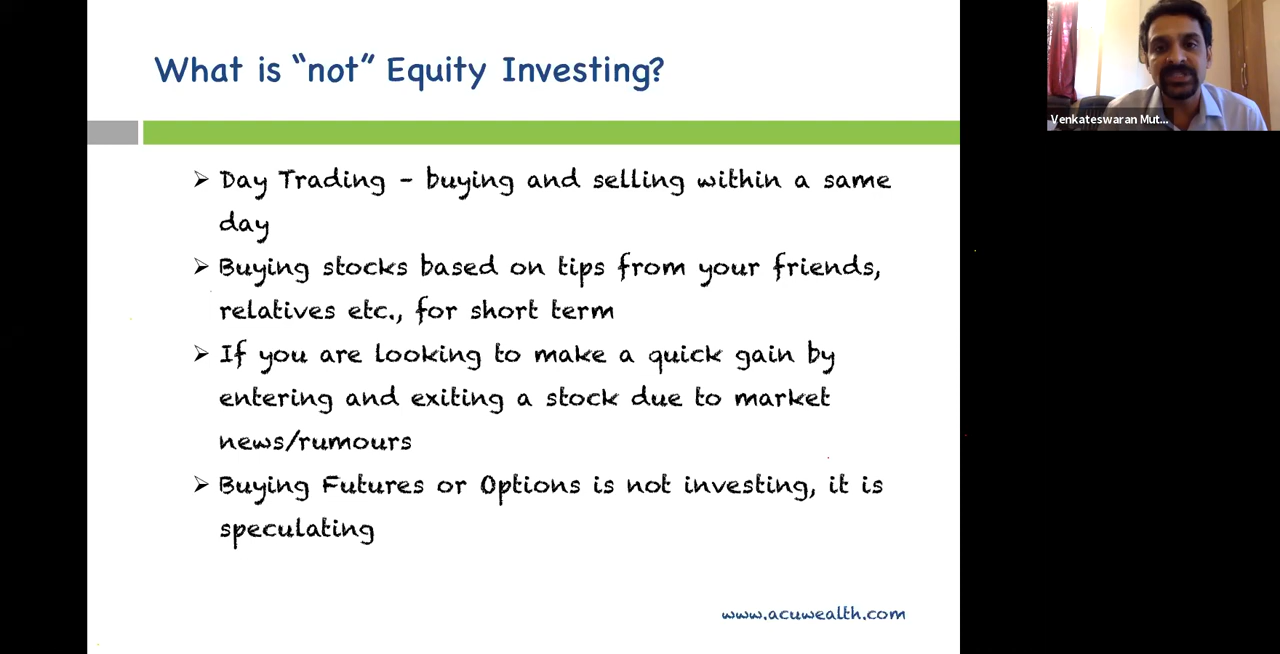 What is “not” Equity Investing?
Venkateswaran Mut...
➢ Day Trading – buying and selling within a same
day
➢ Buying stocks based on tips from your friends,
relatives etc., for short term
➢ If you are looking to make a quick gain by
entering and exiting a stock due to market
news/rumours
➢ Buying Futures or Options is not investing, it is
speculating
www.acuwealth.com